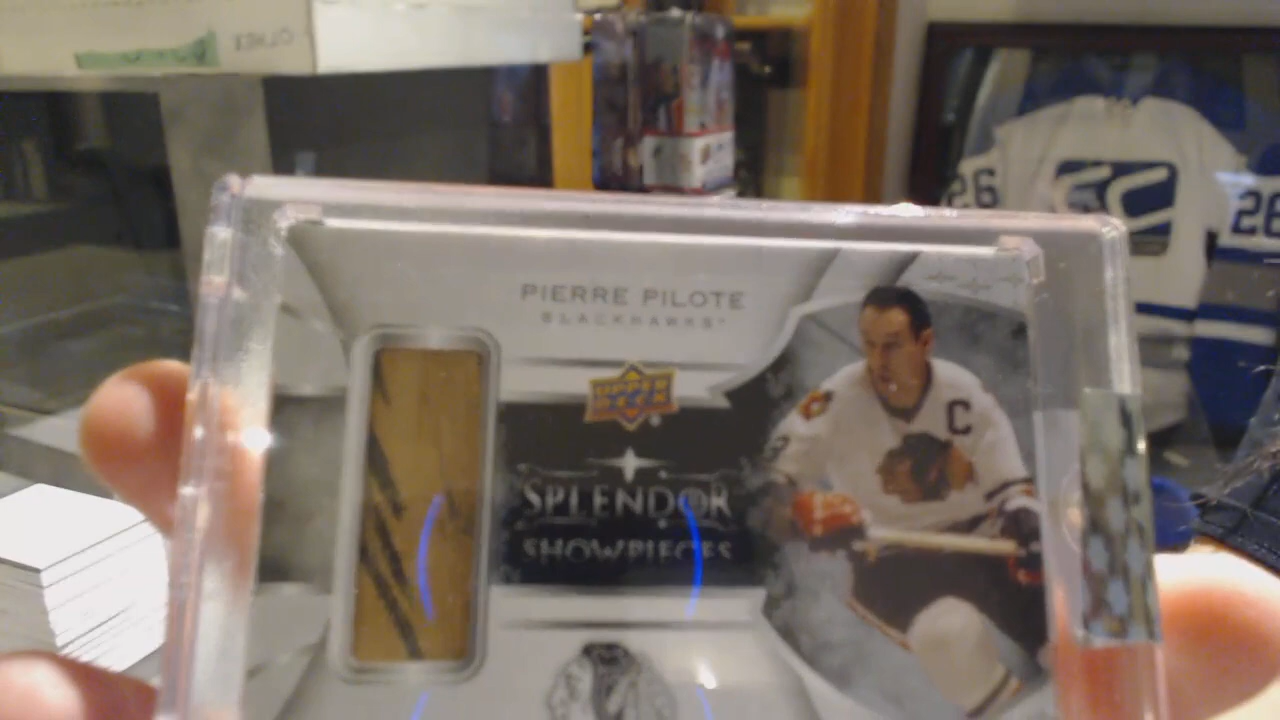 PIERRE PILOTE
BLACKHAWKS
UPPER
DECK
SPLENDOR
SHOWPIECES
C
26
26